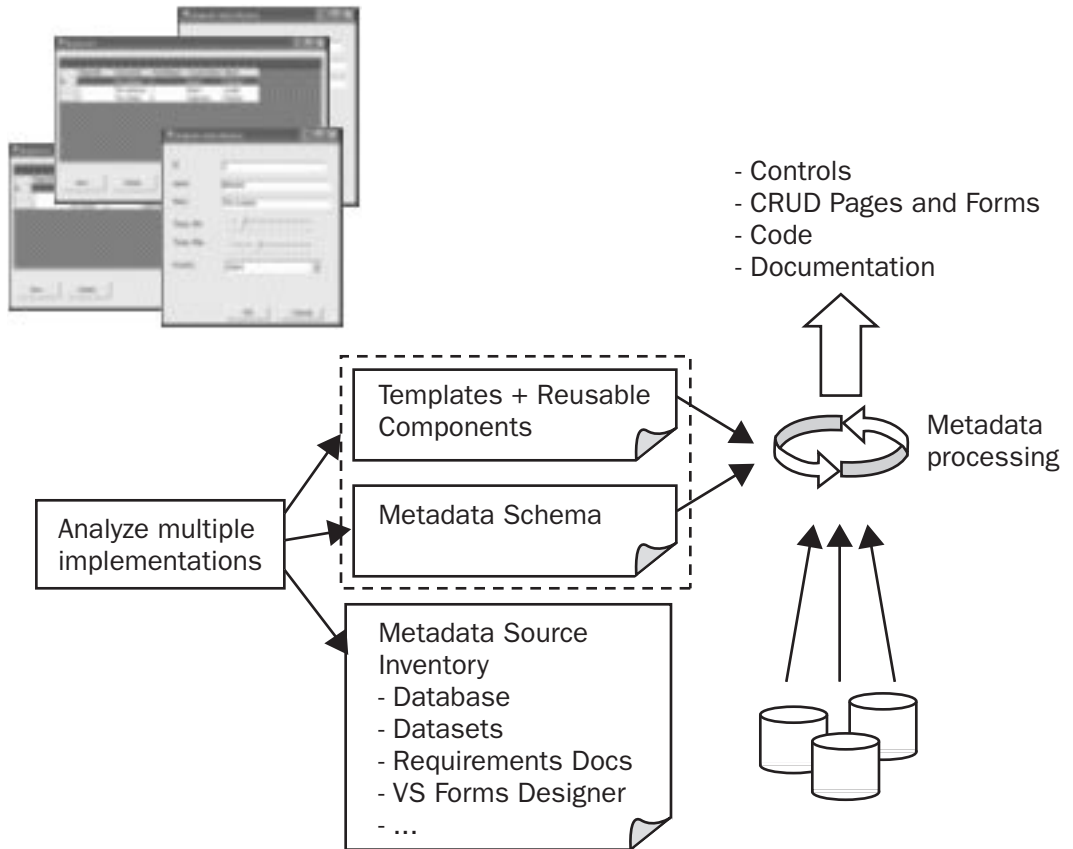 - Controls
- CRUD Pages and Forms
- Code
- Documentation
Templates + Reusable
Components
Metadata
processing
Metadata Schema
Analyze multiple
implementations
Metadata Source
Inventory
- Database
- Datasets
- Requirements Docs
- VS Forms Designer
- ...